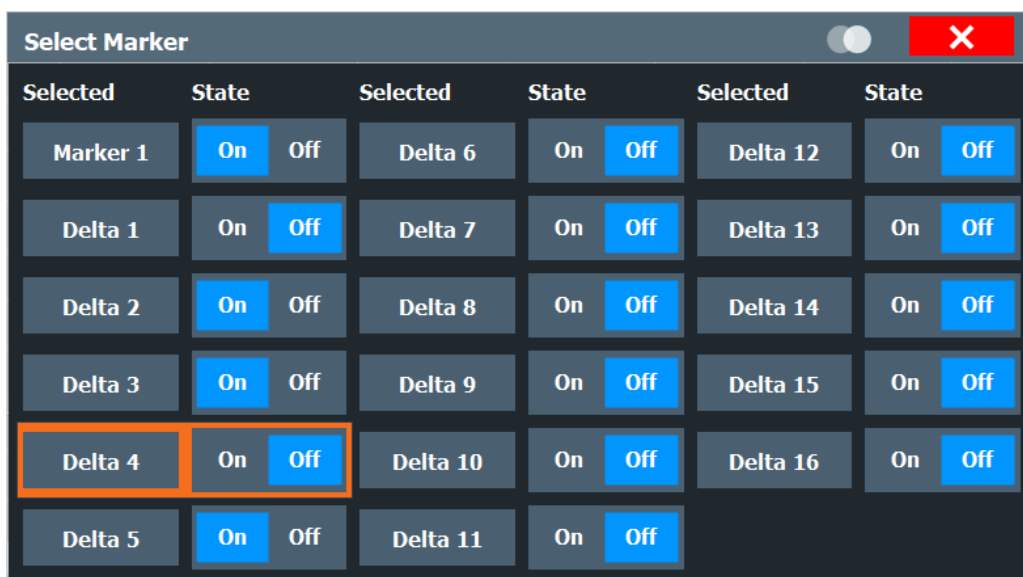 Select Marker
Selected State Selected State Selected State
Marker 1 On Off Delta 6 On Off Delta 12 On Off
Delta 1 On Off Delta 7 On Off Delta 13 On Off
Delta 2 On Off Delta 8 On Off Delta 14 On Off
Delta 3 On Off Delta 9 On Off Delta 15 On Off
Delta 4 On Off Delta 10 On Off Delta 16 On Off
Delta 5 On Off Delta 11 On Off